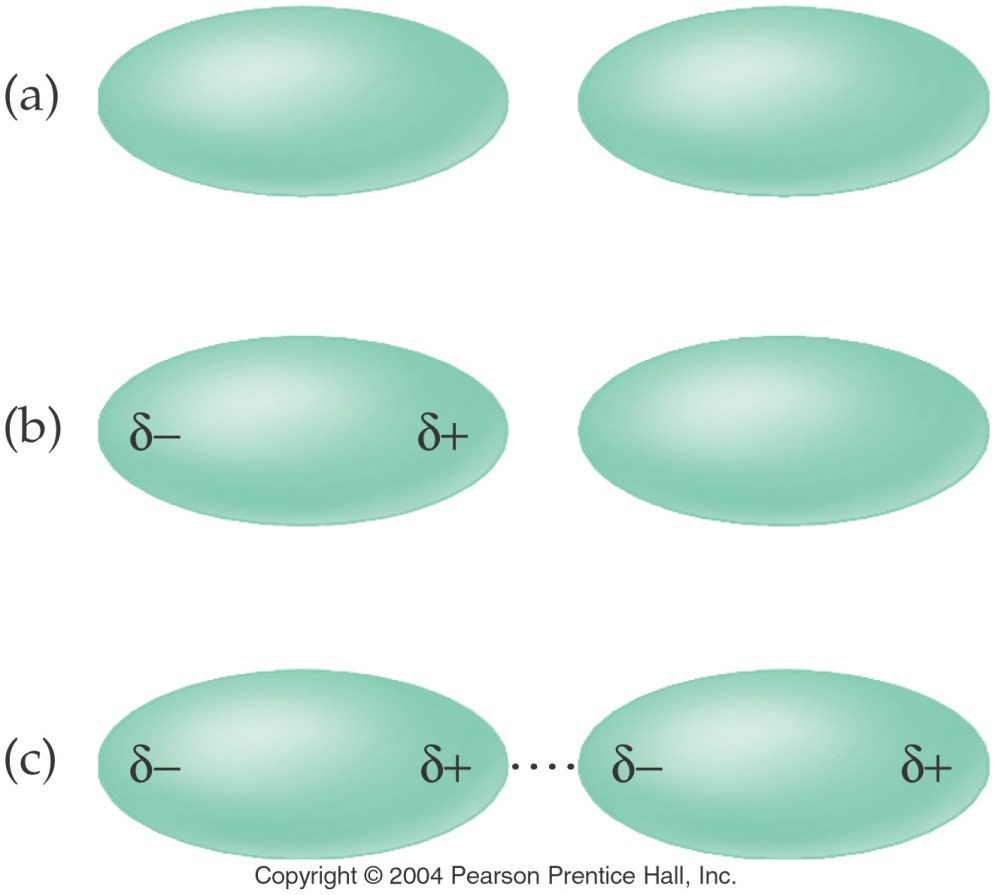 (a)
(b) δ– δ+
(c) δ– δ+ .... δ– δ+
Copyright © 2004 Pearson Prentice Hall, Inc.